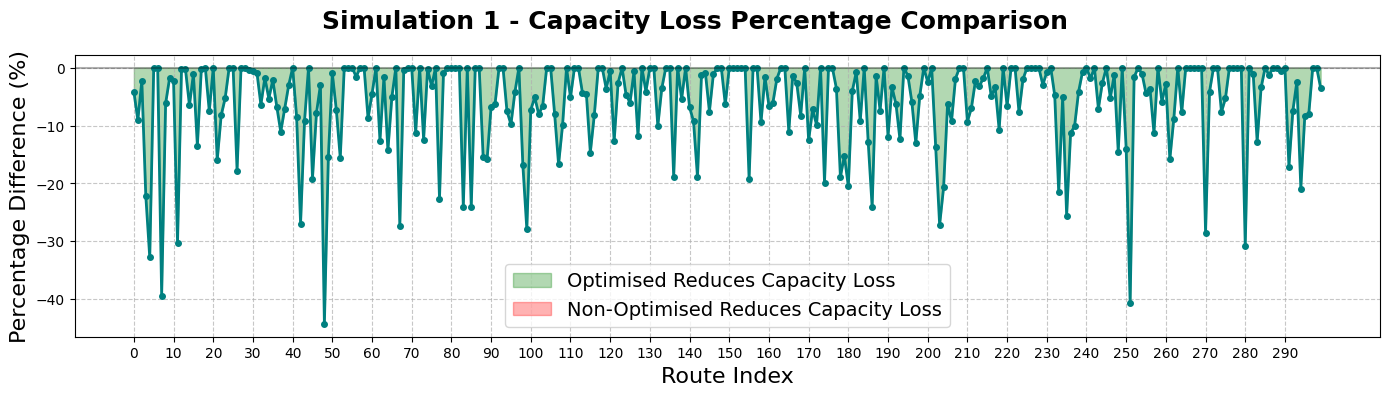 Simulation 1 - Capacity Loss Percentage Comparison
Percentage Difference (%)
0
−10
−20
−30
−40
Optimised Reduces Capacity Loss
Non-Optimised Reduces Capacity Loss
0 10 20 30 40 50 60 70 80 90 100 110 120 130 140 150 160 170 180 190 200 210 220 230 240 250 260 270 280 290
Route Index